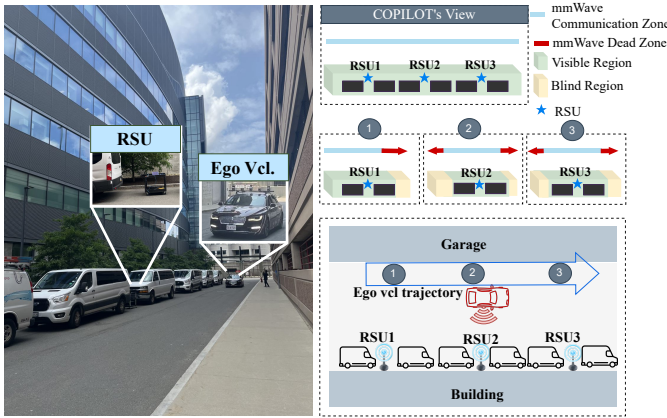 RSU
Ego Vcl.
COPILOT's View
RSU1 RSU2 RSU3
mmWave
Communication Zone
mmWave Dead Zone
Visible Region
Blind Region
RSU
1
2
3
RSU1
RSU2
RSU3
Garage
1
2
3
Ego vcl trajectory
RSU1 RSU2 RSU3
Building